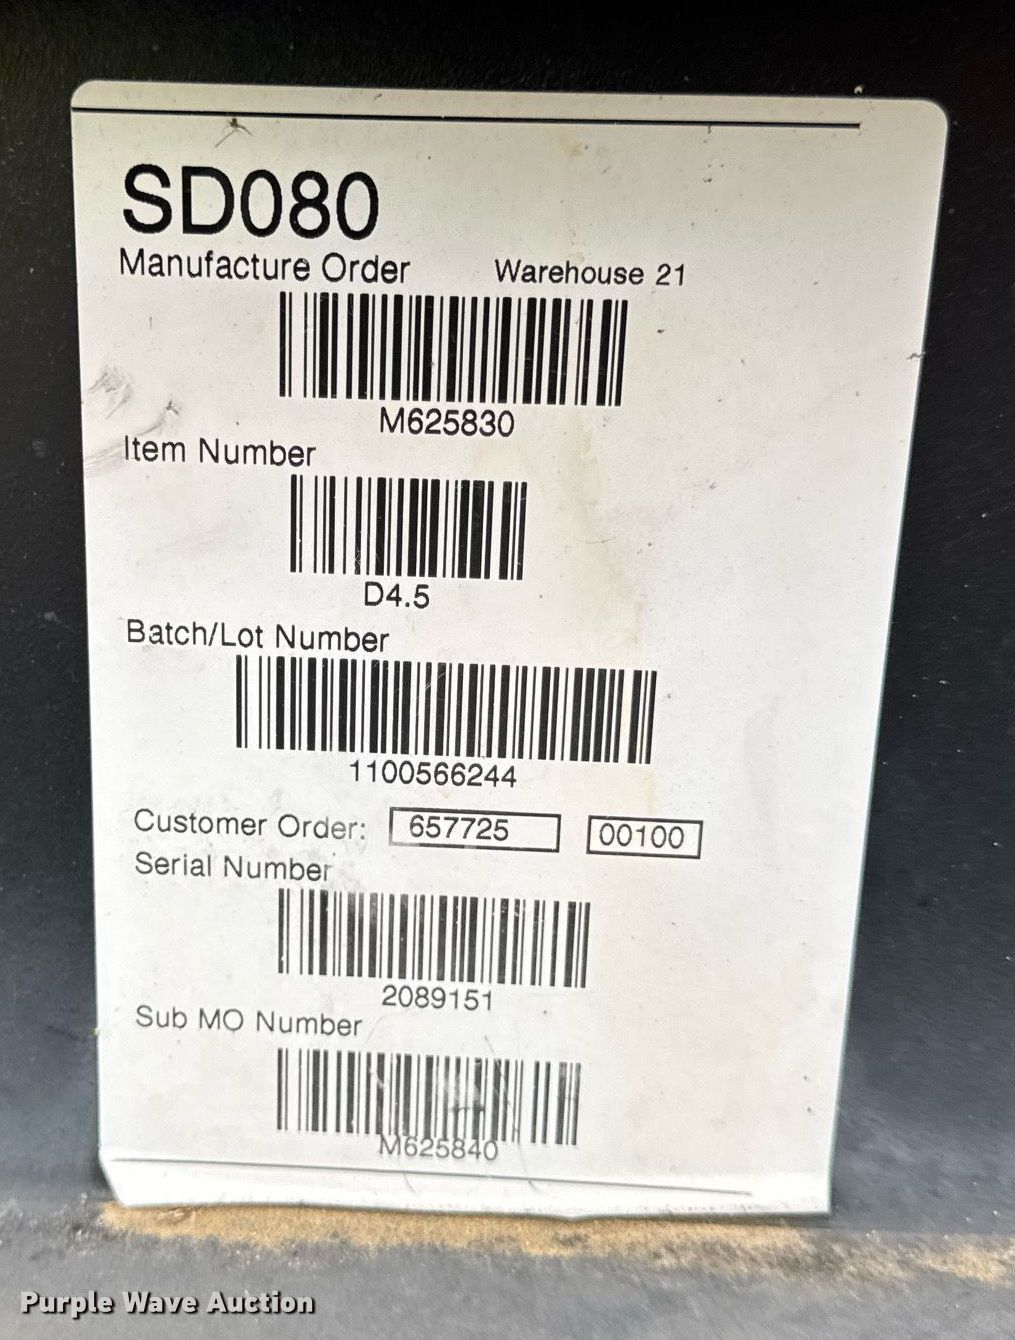 SD080
Manufacture Order Warehouse 21
M625830
Item Number
D4.5
Batch/Lot Number
1100566244
Customer Order: 657725 00100
Serial Number
2089151
Sub MO Number
M625840
Purple Wave Auction